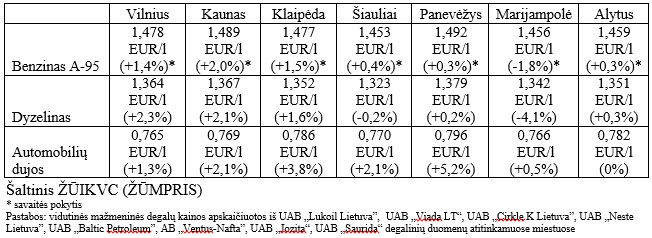 Vilnius Kaunas Klaipėda Šiauliai Panevėžys Marijampolė Alytus
1,478 1,489 1,477 1,453 1,492 1,456 1,459
EUR/l EUR/l EUR/l EUR/l EUR/l EUR/l EUR/l
Benzinas A-95 (+1,4%)* (+2,0%)* (+1,5%)* (+0,4%)* (+0,3%)* (-1,8%)* (+0,3%)*
1,364 1,367 1,352 1,323 1,379 1,342 1,351
EUR/l EUR/l EUR/l EUR/l EUR/l EUR/l EUR/l
Dyzelinas (+2,3%) (+2,1%) (+1,6%) (-0,2%) (+0,2%) (-4,1%) (+0,3%)
0,765 0,769 0,786 0,770 0,796 0,766 0,782
Automobilių EUR/l EUR/l EUR/l EUR/l EUR/l EUR/l EUR/l
dujos (+1,3%) (+2,1%) (+3,8%) (+2,1%) (+5,2%) (+0,5%) (0%)
Šaltinis ŽŪIKVC (ŽŪMPRIS)
* savaitės pokytis
Pastabos: vidutinės mažmeninės degalų kainos apskaičiuotos iš UAB „Lukoil Lietuva“, UAB „Viada LT“, UAB „Cirkle K Lietuva“, UAB „Neste
Lietuva“, UAB „Baltic Petroleum“, AB „Ventus-Nafta“, UAB „Jozita“, UAB „Saurida“ degalinių duomenų atitinkamuose miestuose